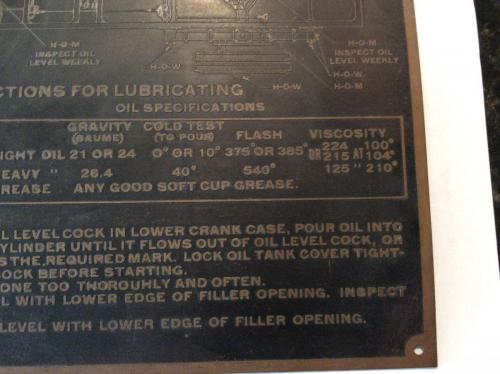 H-O-M
INSPECT OIL
LEVEL WEEKLY
H-O-W
H-O-M
INSPECT OIL
LEVEL WEEKLY
H-O-W
H-O-W
H-O-M
CTIONS FOR LUBRICATING
OIL SPECIFICATIONS
GRAVITY COLD TEST FLASH VISCOSITY
(BAUME) (TO POUR)
IGHT OIL 21 OR 24 0° OR 10° 375° OR 385° 224 100°
OR 215 AT 104°
HEAVY " 26.4 40° 540° 125 " 210°
REASE ANY GOOD SOFT CUP GREASE.
L LEVEL COCK IN LOWER CRANK CASE, POUR OIL INTO
CYLINDER UNTIL IT FLOWS OUT OF OIL LEVEL COCK, OR
S THE REQUIRED MARK. LOCK OIL TANK COVER TIGHT-
OCK BEFORE STARTING.
ONE TOO THOROUHLY AND OFTEN.
L WITH LOWER EDGE OF FILLER OPENING. INSPECT
LEVEL WITH LOWER EDGE OF FILLER OPENING.